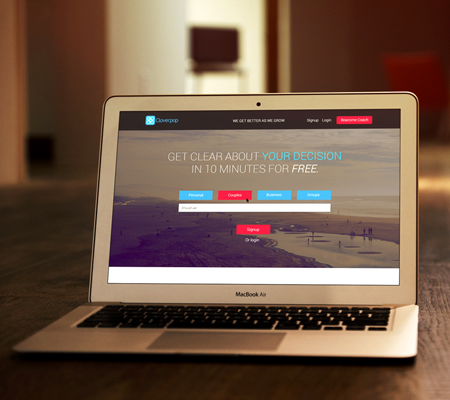 Cloverpop
WE GET BETTER AS WE GROW
Signup Login
Become Coach
GET CLEAR ABOUT YOUR DECISION
IN 10 MINUTES FOR FREE.
Personal Couples Business Groups
Signup
Or login
MacBook Air